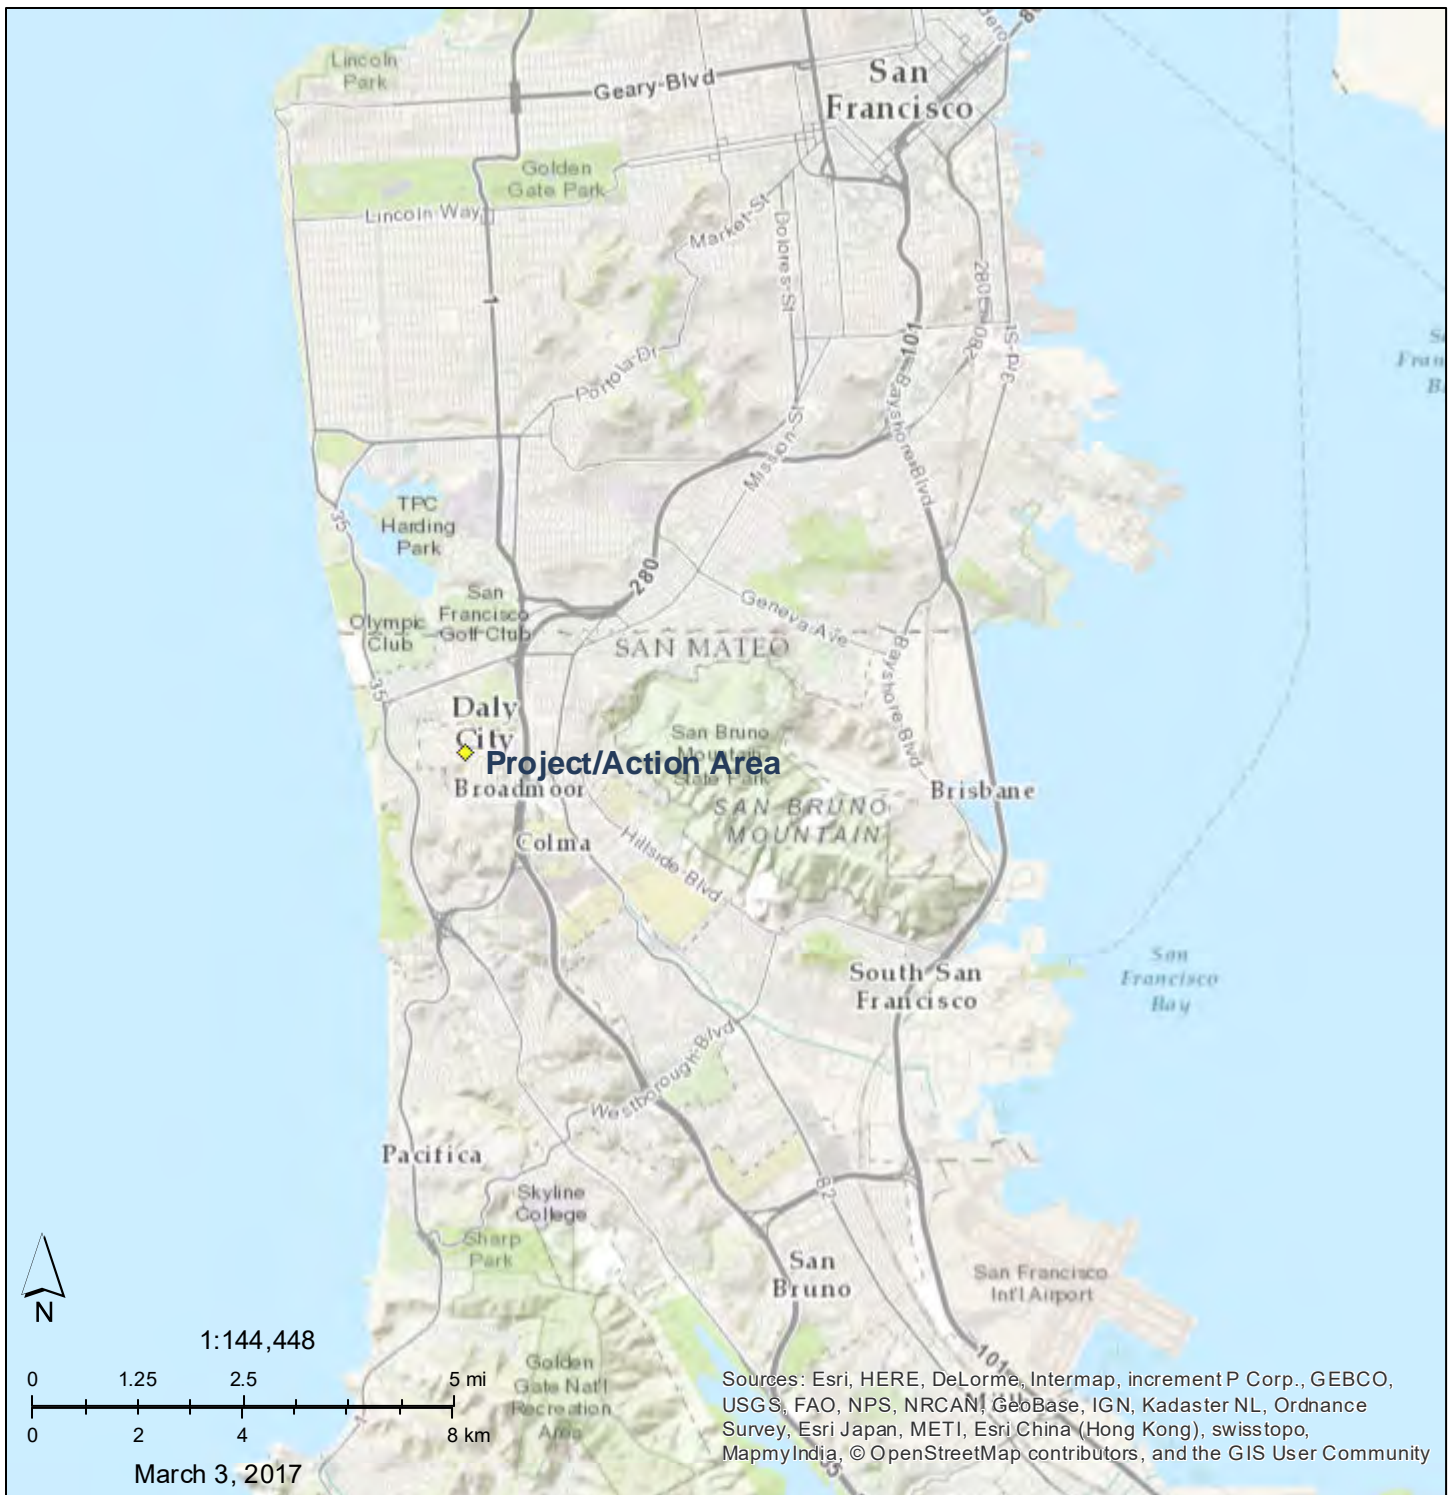 Lincoln
Park
Geary-Blvd
San
Francisco
80
Golden
Gate Park
Lincoln-Way
Market-St
Dolores-St
1
280
101
280
3rd-St
Portola-Dr
Mission-St
Bayshore-Blvd
TPC
Harding
Park
35
San
Francisco
Golf Club
280
Olympic
Club
Geneva-Ave
SAN MATEO
Bayshore-Blvd
35
Daly
City
San Bruno
Mountain
State Park
Project/Action Area
Broadmoor
SAN BRUNO
MOUNTAIN
Brisbane
Colma
Hillside-Blvd
South San
Francisco
San
Francisco
Bay
Westborough-Blvd
Pacifica
82
Skyline
College
Sharp
Park
San
Bruno
San Francisco
Int'l Airport
N
1:144,448
0 1.25 2.5 5 mi
0 2 4 8 km
March 3, 2017
Golden
Gate Nat'l
Recreation
Area
101
1
Sources: Esri, HERE, DeLorme, Intermap, increment P Corp., GEBCO,
USGS, FAO, NPS, NRCAN, GeoBase, IGN, Kadaster NL, Ordnance
Survey, Esri Japan, METI, Esri China (Hong Kong), swisstopo,
MapmyIndia, © OpenStreetMap contributors, and the GIS User Community